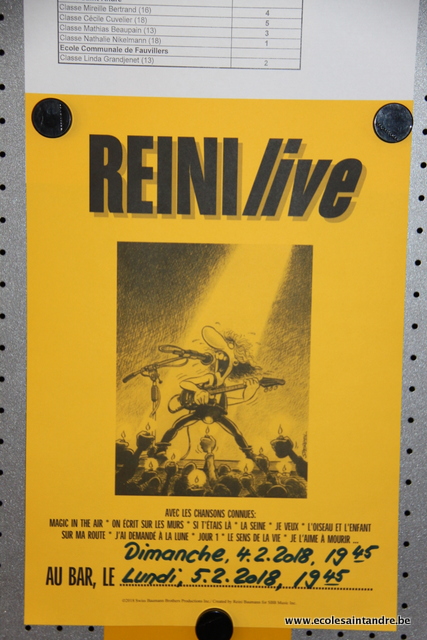 Classe Mireille Bertrand (16) 4
Classe Cécile Cuvelier (18) 5
Classe Mathias Beaupain (13) 3
Classe Nathalie Nikelmann (18) 1
Ecole Communale de Fauvillers
Classe Linda Grandjenet (13) 2
REINI live
AVEC LES CHANSONS CONNUES:
MAGIC IN THE AIR * ON ÉCRIT SUR LES MURS * SI T'ÉTAIS LÀ * LA SEINE * JE VEUX * L'OISEAU ET L'ENFANT
SUR MA ROUTE * J'AI DEMANDÉ À LA LUNE * JOUR 1 * LE SENS DE LA VIE * JE L'AIME À MOURIR ...
Dimanche, 4.2.2018, 19 45
AU BAR, LE Lundi, 5.2.2018, 19 45
www.ecolesaintandre.be